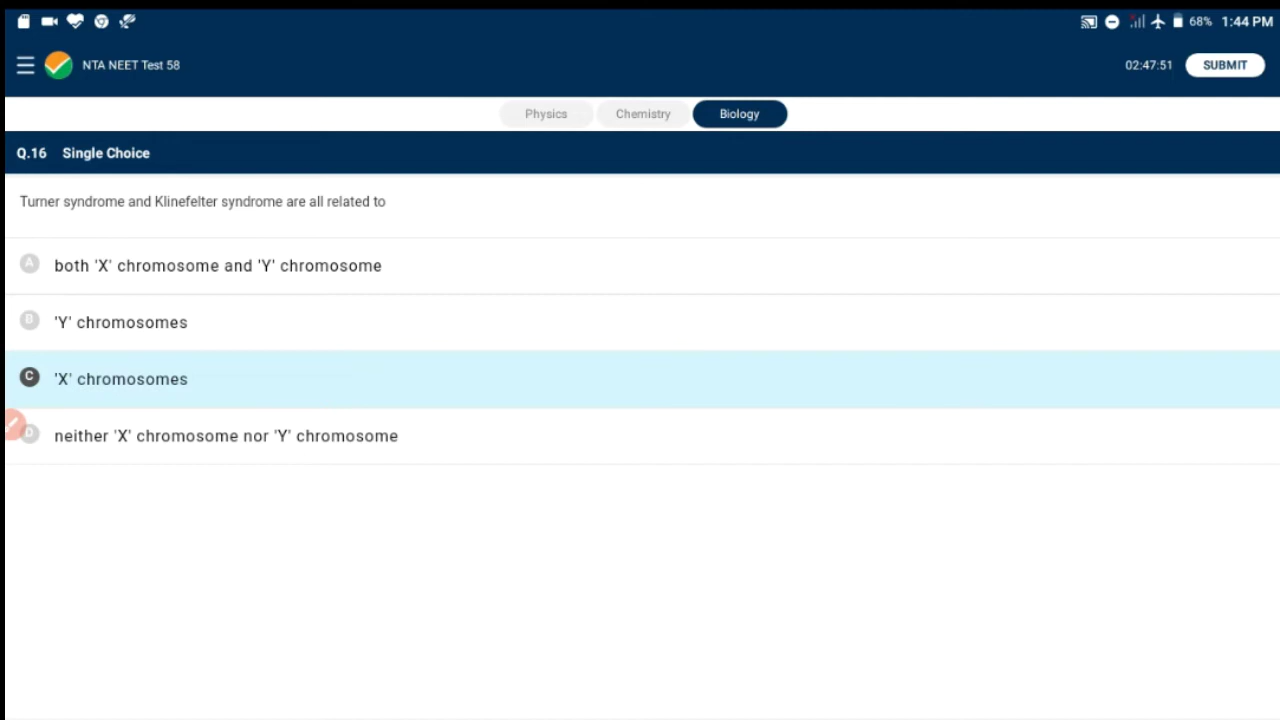 68% 1:44 PM
NTA NEET Test 58
02:47:51
SUBMIT
Physics
Chemistry
Biology
Q.16 Single Choice
Turner syndrome and Klinefelter syndrome are all related to
A both 'X' chromosome and 'Y' chromosome
B 'Y' chromosomes
C 'X' chromosomes
D neither 'X' chromosome nor 'Y' chromosome